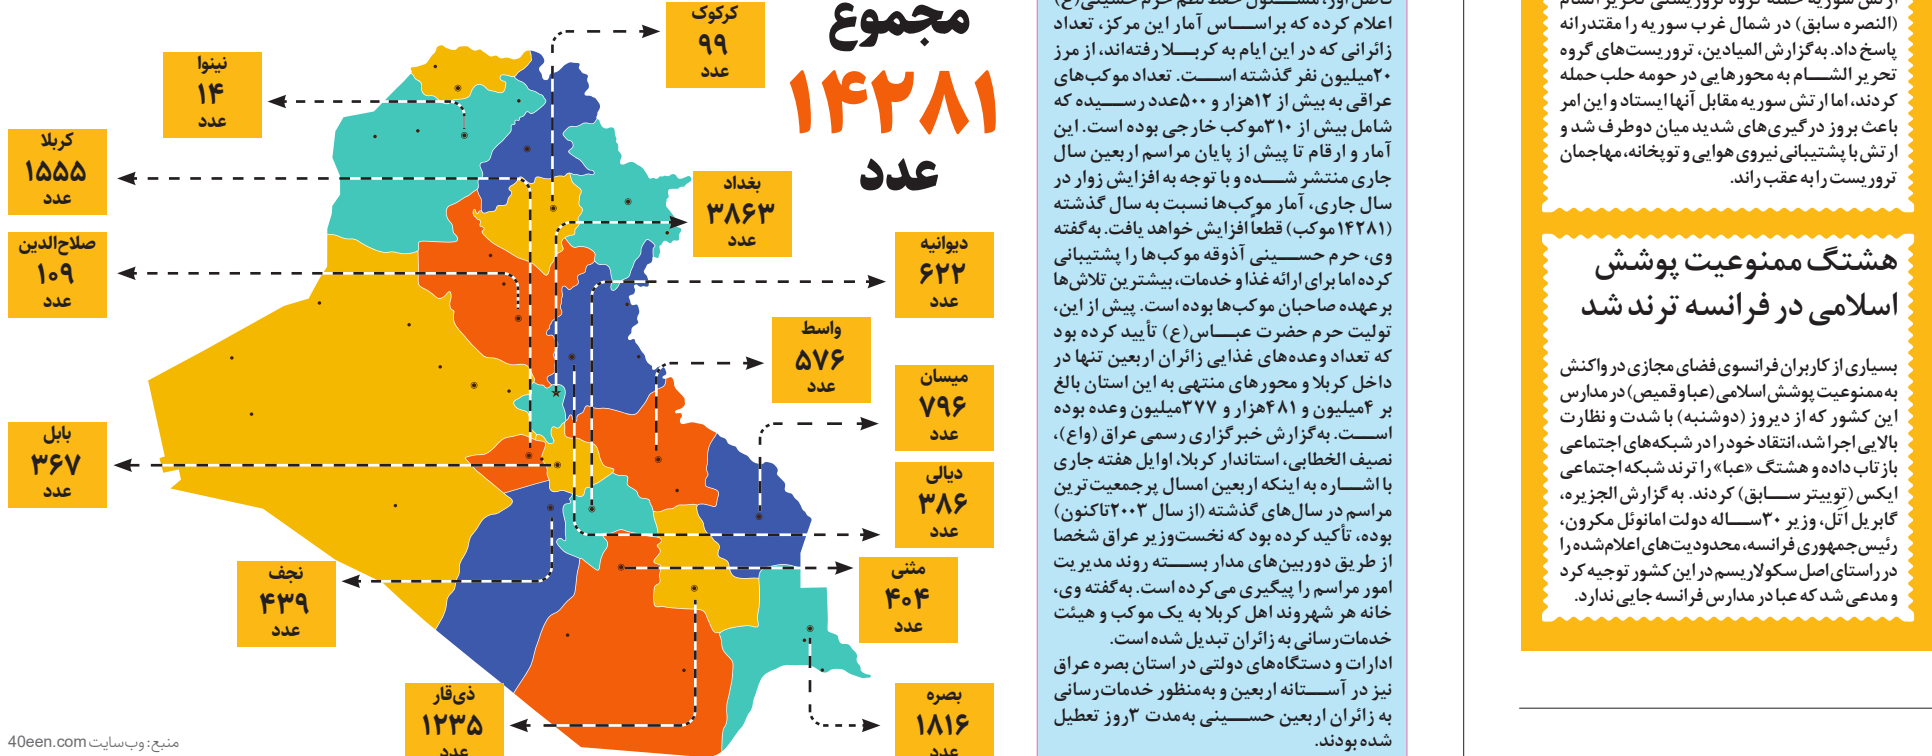 ارتش سوریه حمله گروه تروریستی تحریر الشام
(النصره سابق) در شمال غرب سوریه را مقتدرانه
پاسخ داد. به‌گزارش المیادین، تروریست‌های گروه
تحریر الشام به محورهایی در حومه حلب حمله
کردند، اما ارتش سوریه مقابل آنها ایستاد و این امر
باعث بروز درگیری‌های شدید میان دوطرف شد و
ارتش با پشتیبانی نیروی هوایی و توپخانه، مهاجمان
تروریست را به عقب راند.
هشتگ ممنوعیت پوشش
اسلامی در فرانسه ترند شد
بسیاری از کاربران فرانسوی فضای مجازی در واکنش
به ممنوعیت پوشش اسلامی (عبا و قمیص) در مدارس
این کشور که از دیروز (دوشنبه) با شدت و نظارت
بالایی اجرا شد، انتقاد خود را در شبکه‌های اجتماعی
بازتاب داده و هشتگ «عبا» را ترند شبکه اجتماعی
ایکس (توییتر سابق) کردند. به گزارش الجزیره،
گابریل اَتَل، وزیر ۳۰ساله دولت امانوئل مکرون،
رئیس‌جمهوری فرانسه، محدودیت‌های اعلام‌شده را
در راستای اصل سکولاریسم در این کشور توجیه کرد
و مدعی شد که عبا در مدارس فرانسه جایی ندارد.
اعلام کرده که براساس آمار این مرکز، تعداد
زائرانی که در این ایام به کربلا رفته‌اند، از مرز
۲۰میلیون نفر گذشته است. تعداد موکب‌های
عراقی به بیش از ۱۲هزار و ۵۰۰عدد رسیده که
شامل بیش از ۳۱۰موکب خارجی بوده است. این
آمار و ارقام تا پیش از پایان مراسم اربعین سال
جاری منتشر شده و با توجه به افزایش زوار در
سال جاری، آمار موکب‌ها نسبت به سال گذشته
(۱۴۲۸۱موکب) قطعاً افزایش خواهد یافت. به‌گفته
وی، حرم حسینی آذوقه موکب‌ها را پشتیبانی
کرده اما برای ارائه غذا و خدمات، بیشترین تلاش‌ها
برعهده صاحبان موکب‌ها بوده است. پیش از این،
تولیت حرم حضرت عباس(ع) تأیید کرده بود
که تعداد وعده‌های غذایی زائران اربعین تنها در
داخل کربلا و محورهای منتهی به این استان بالغ
بر ۴میلیون و ۴۸۱هزار و ۳۷۷میلیون وعده بوده
است. به‌گزارش خبرگزاری رسمی عراق (واع)،
نصیف الخطابی، استاندار کربلا، اوایل هفته جاری
با اشاره به اینکه اربعین امسال پرجمعیت‌ترین
مراسم در سال‌های گذشته (از سال ۲۰۰۳تاکنون)
بوده، تأکید کرده بود که نخست‌وزیر عراق شخصا
از طریق دوربین‌های مدار بسته روند مدیریت
امور مراسم را پیگیری می‌کرده است. به‌گفته وی،
خانه هر شهروند اهل کربلا به یک موکب و هیئت
خدمات‌رسانی به زائران تبدیل شده است.
ادارات و دستگاه‌های دولتی در استان بصره عراق
نیز در آستانه اربعین و به‌منظور خدمات‌رسانی
به زائران اربعین حسینی به‌مدت ۳روز تعطیل
شده بودند.
مجموع
۱۴۲۸۱
عدد
کرکوک
۹۹
عدد
نینوا
۱۴
عدد
کربلا
۱۵۵۵
عدد
بغداد
۳۸۶۳
عدد
صلاح‌الدین
۱۰۹
عدد
دیوانیه
۶۲۲
عدد
واسط
۵۷۶
عدد
میسان
۷۹۶
عدد
بابل
۳۶۷
عدد
دیالی
۳۸۶
عدد
نجف
۴۳۹
عدد
مثنی
۴۰۴
عدد
ذی‌قار
۱۲۳۵
عدد
بصره
۱۸۱۶
عدد
منبع: وب‌سایت 40een.com